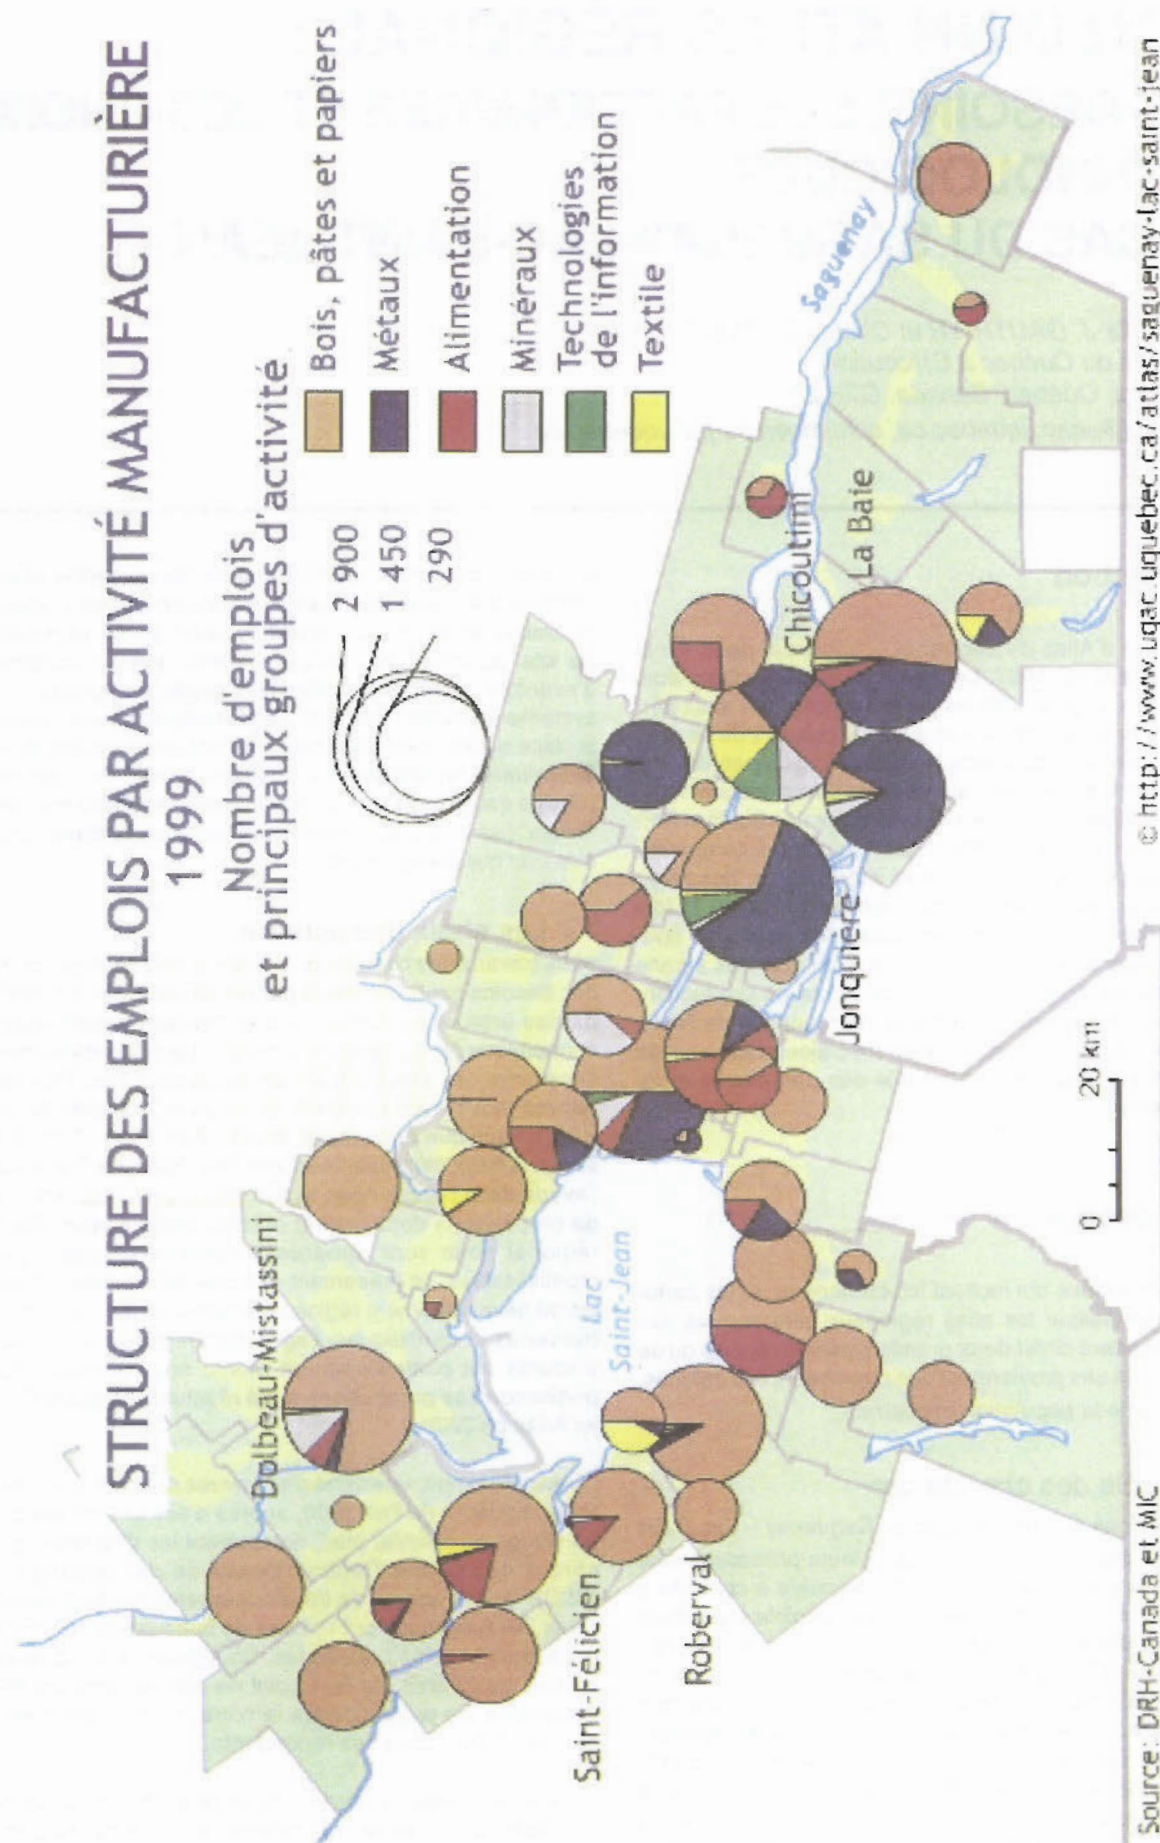 STRUCTURE DES EMPLOIS PAR ACTIVITÉ MANUFACTURIÈRE
1999
Nombre d'emplois
et principaux groupes d'activité
2 900
1 450
290
Bois, pâtes et papiers
Métaux
Alimentation
Minéraux
Technologies
de l'information
Textile
Dolbeau-Mistassini
Saint-Félicien
Roberval
Lac
Saint-Jean
Jonquière
Chicoutimi
La Baie
Saguenay
0 20 km
Source: DRH-Canada et MIC
© http://www.uqac.uquebec.ca/atlas/saguenay-lac-saint-jean